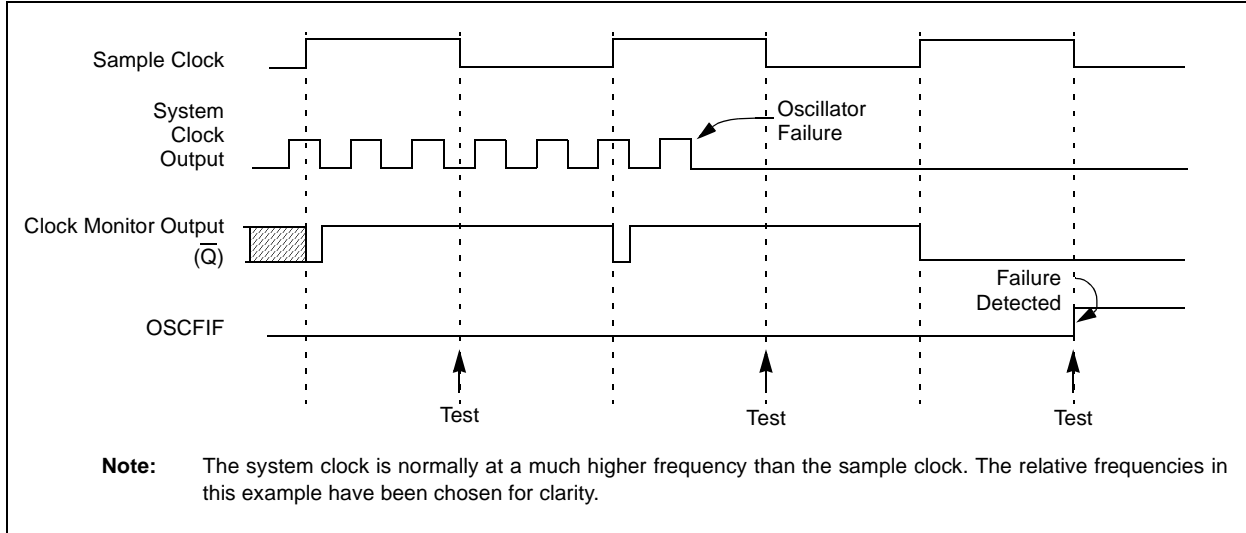 Sample Clock
System
Clock
Output
Oscillator
Failure
Clock Monitor Output
(Q̅)
Failure
Detected
OSCFIF
Test
Test
Test
Note: The system clock is normally at a much higher frequency than the sample clock. The relative frequencies in
this example have been chosen for clarity.